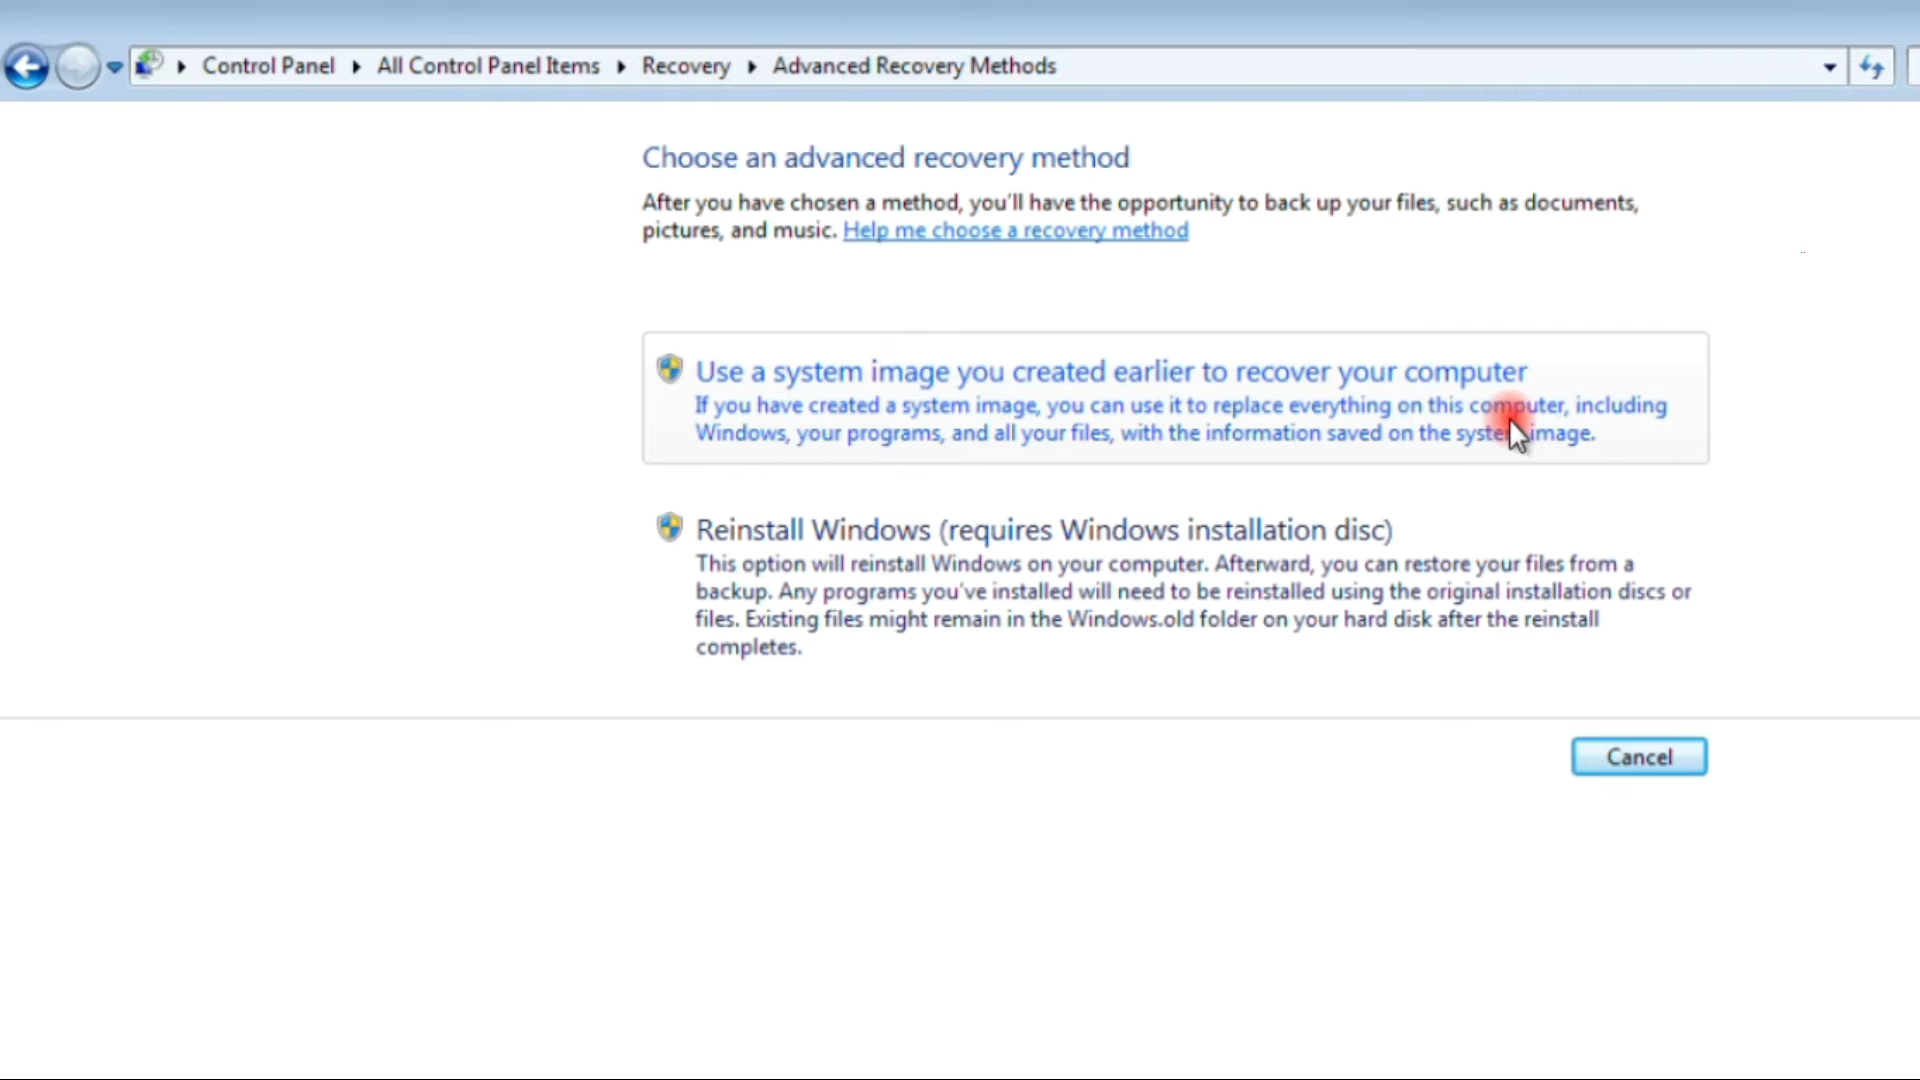 Control Panel ▸ All Control Panel Items ▸ Recovery ▸ Advanced Recovery Methods
Choose an advanced recovery method
After you have chosen a method, you'll have the opportunity to back up your files, such as documents,
pictures, and music. Help me choose a recovery method
Use a system image you created earlier to recover your computer
If you have created a system image, you can use it to replace everything on this computer, including
Windows, your programs, and all your files, with the information saved on the system image.
Reinstall Windows (requires Windows installation disc)
This option will reinstall Windows on your computer. Afterward, you can restore your files from a
backup. Any programs you've installed will need to be reinstalled using the original installation discs or
files. Existing files might remain in the Windows.old folder on your hard disk after the reinstall
completes.
Cancel